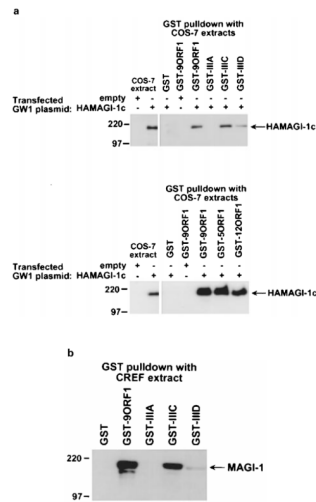 a
GST pulldown with
COS-7 extracts
COS-7 extract
GST
GST-9ORF1
GST-9ORF1
GST-IIIA
GST-IIIC
GST-IIID
Transfected empty + - - + - - - -
GW1 plasmid: HAMAGI-1c - + + - + + + +
220 –
←HAMAGI-1c
97 –
GST pulldown with
COS-7 extracts
COS-7 extract
GST
GST-9ORF1
GST-9ORF1
GST-5ORF1
GST-12ORF1
Transfected empty + - - + - - -
GW1 plasmid: HAMAGI-1c - + + - + + +
220 –
← HAMAGI-1c
97 –
b
GST pulldown with
CREF extract
GST
GST-9ORF1
GST-IIIA
GST-IIIC
GST-IIID
220 –
← MAGI-1
97 –